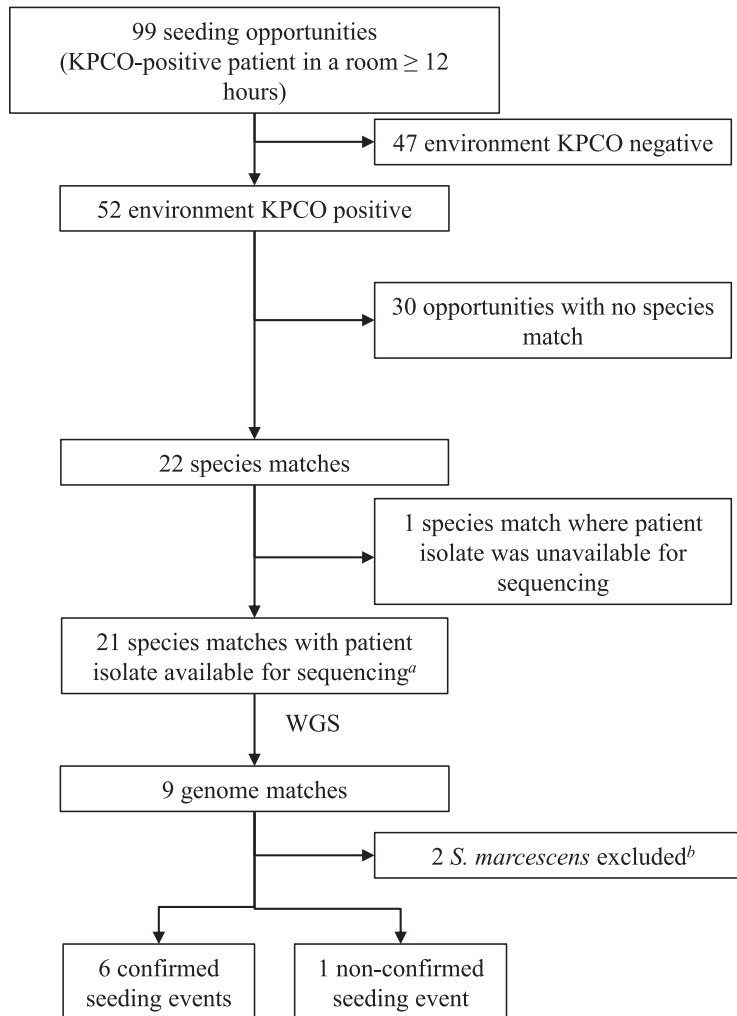 99 seeding opportunities
(KPCO-positive patient in a room ≥ 12
hours)
47 environment KPCO negative
52 environment KPCO positive
30 opportunities with no species
match
22 species matches
1 species match where patient
isolate was unavailable for
sequencing
21 species matches with patient
isolate available for sequencingᵃ
WGS
9 genome matches
2 S. marcescens excludedᵇ
6 confirmed
seeding events
1 non-confirmed
seeding event